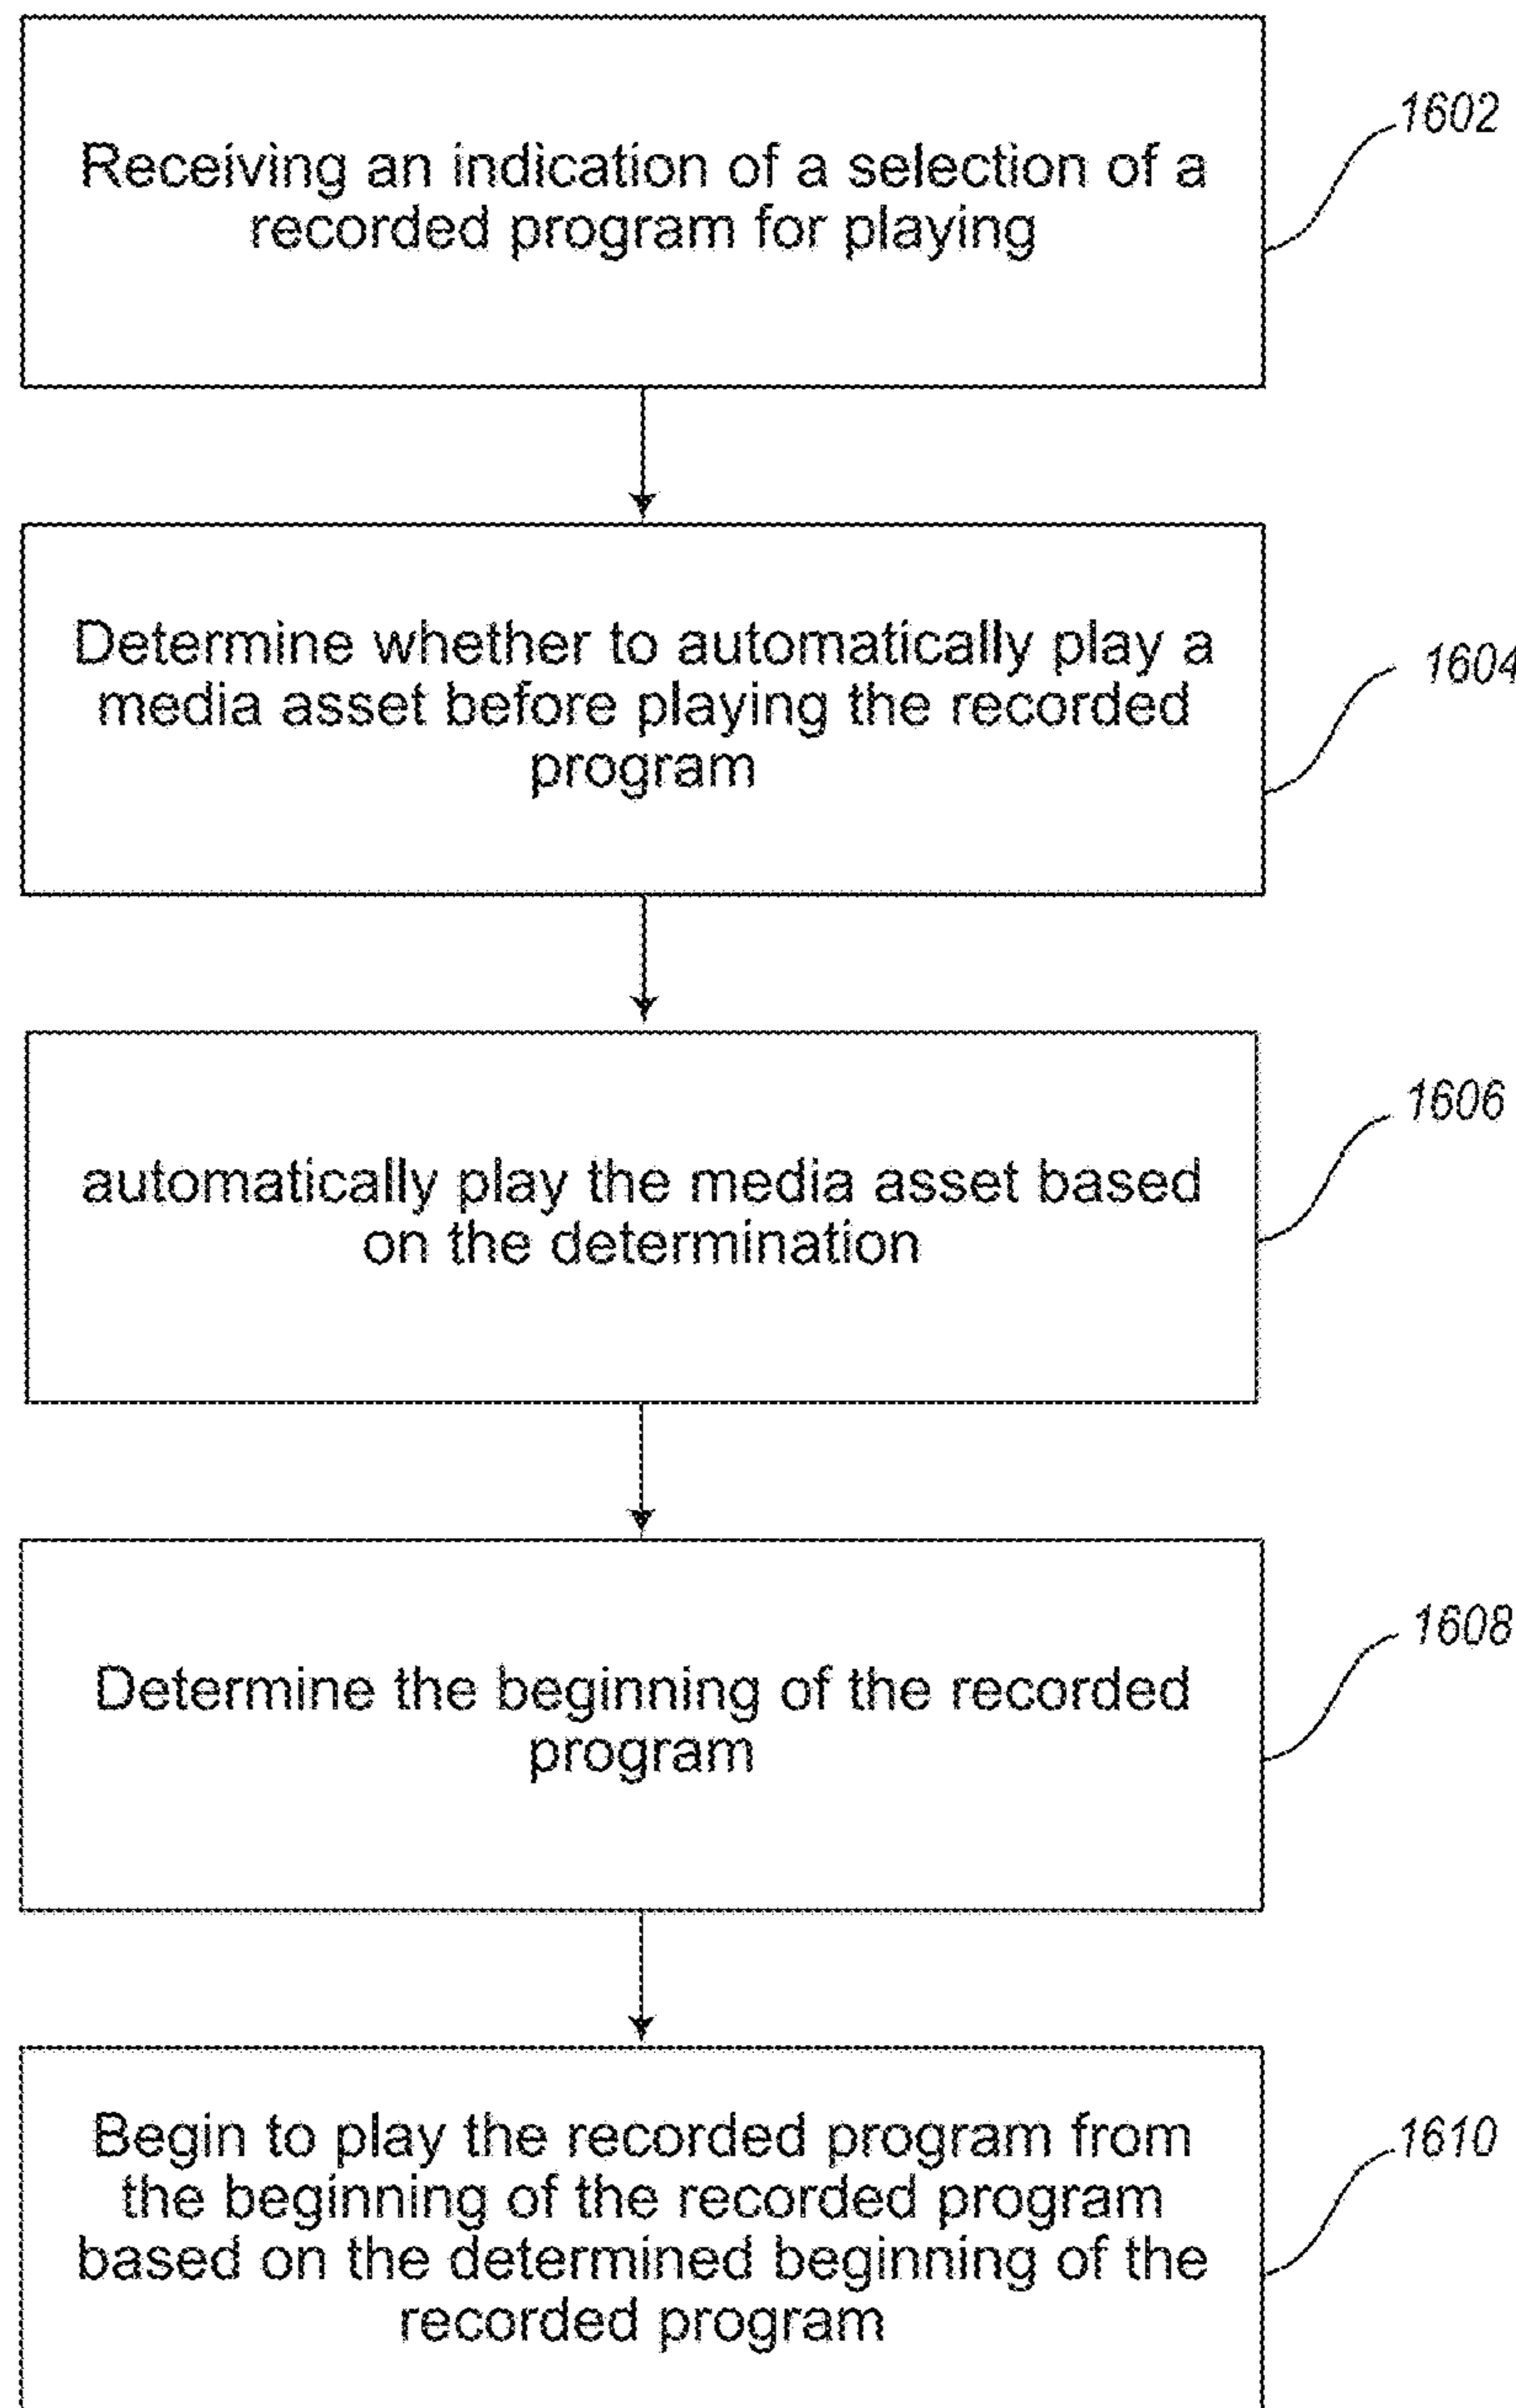 Receiving an indication of a selection of a
recorded program for playing
1602
Determine whether to automatically play a
media asset before playing the recorded
program
1604
automatically play the media asset based
on the determination
1606
Determine the beginning of the recorded
program
1608
Begin to play the recorded program from
the beginning of the recorded program
based on the determined beginning of the
recorded program
1610